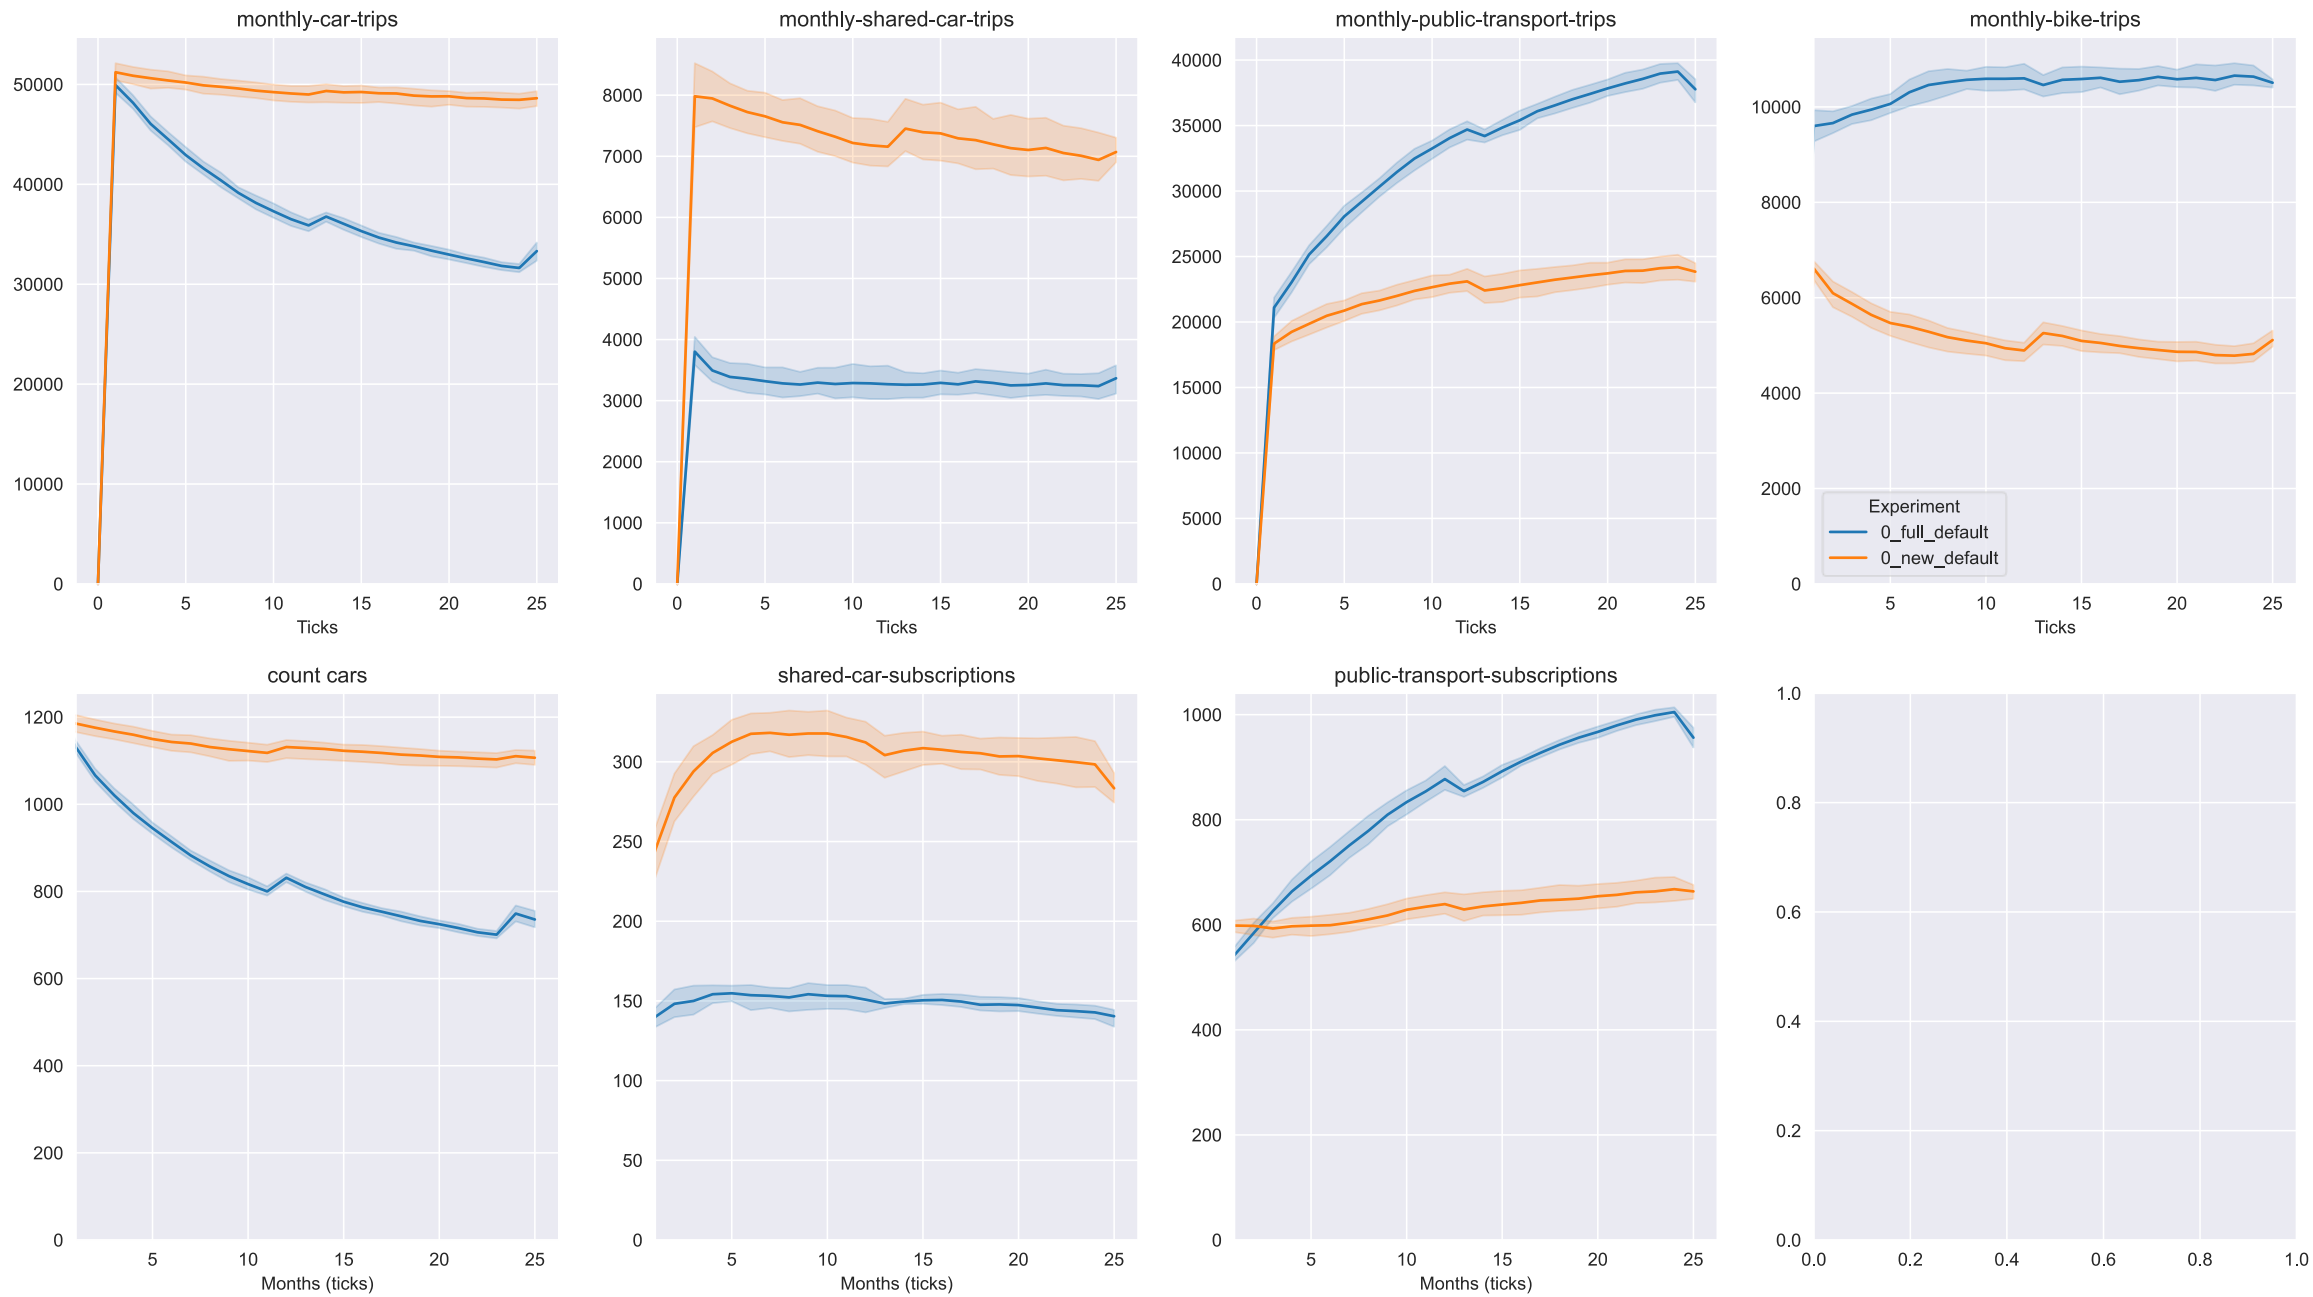 monthly-car-trips
50000
40000
30000
20000
10000
0
0 5 10 15 20 25
Ticks
monthly-shared-car-trips
8000
7000
6000
5000
4000
3000
2000
1000
0
0 5 10 15 20 25
Ticks
monthly-public-transport-trips
40000
35000
30000
25000
20000
15000
10000
5000
0
0 5 10 15 20 25
Ticks
monthly-bike-trips
10000
8000
6000
4000
2000
0
Experiment
0_full_default
0_new_default
5 10 15 20 25
Ticks
count cars
1200
1000
800
600
400
200
0
5 10 15 20 25
Months (ticks)
shared-car-subscriptions
300
250
200
150
100
50
0
5 10 15 20 25
Months (ticks)
public-transport-subscriptions
1000
800
600
400
200
0
5 10 15 20 25
Months (ticks)
1.0
0.8
0.6
0.4
0.2
0.0
0.0 0.2 0.4 0.6 0.8 1.0